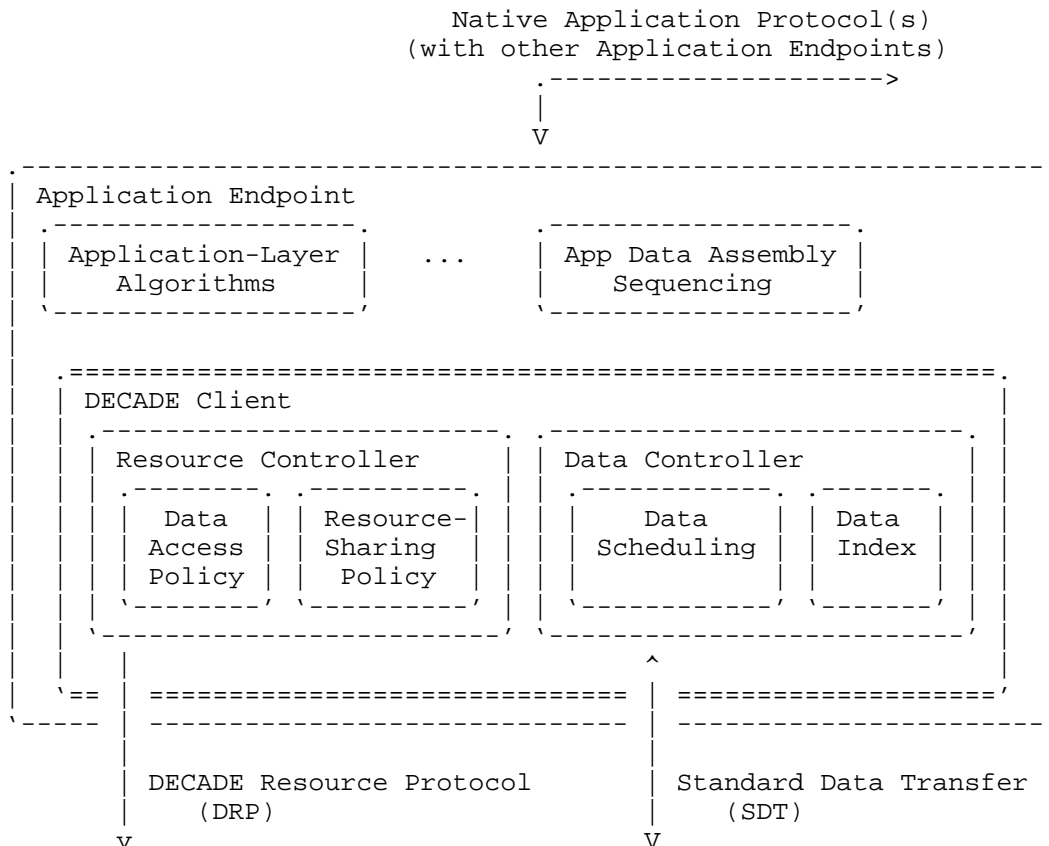 Native Application Protocol(s)
(with other Application Endpoints)
.--------------------->
|
V
Application Endpoint
Application-Layer ... App Data Assembly
Algorithms Sequencing
DECADE Client
Resource Controller Data Controller
Data Resource- Data Data
Access Sharing Scheduling Index
Policy Policy
DECADE Resource Protocol Standard Data Transfer
(DRP) (SDT)
V V